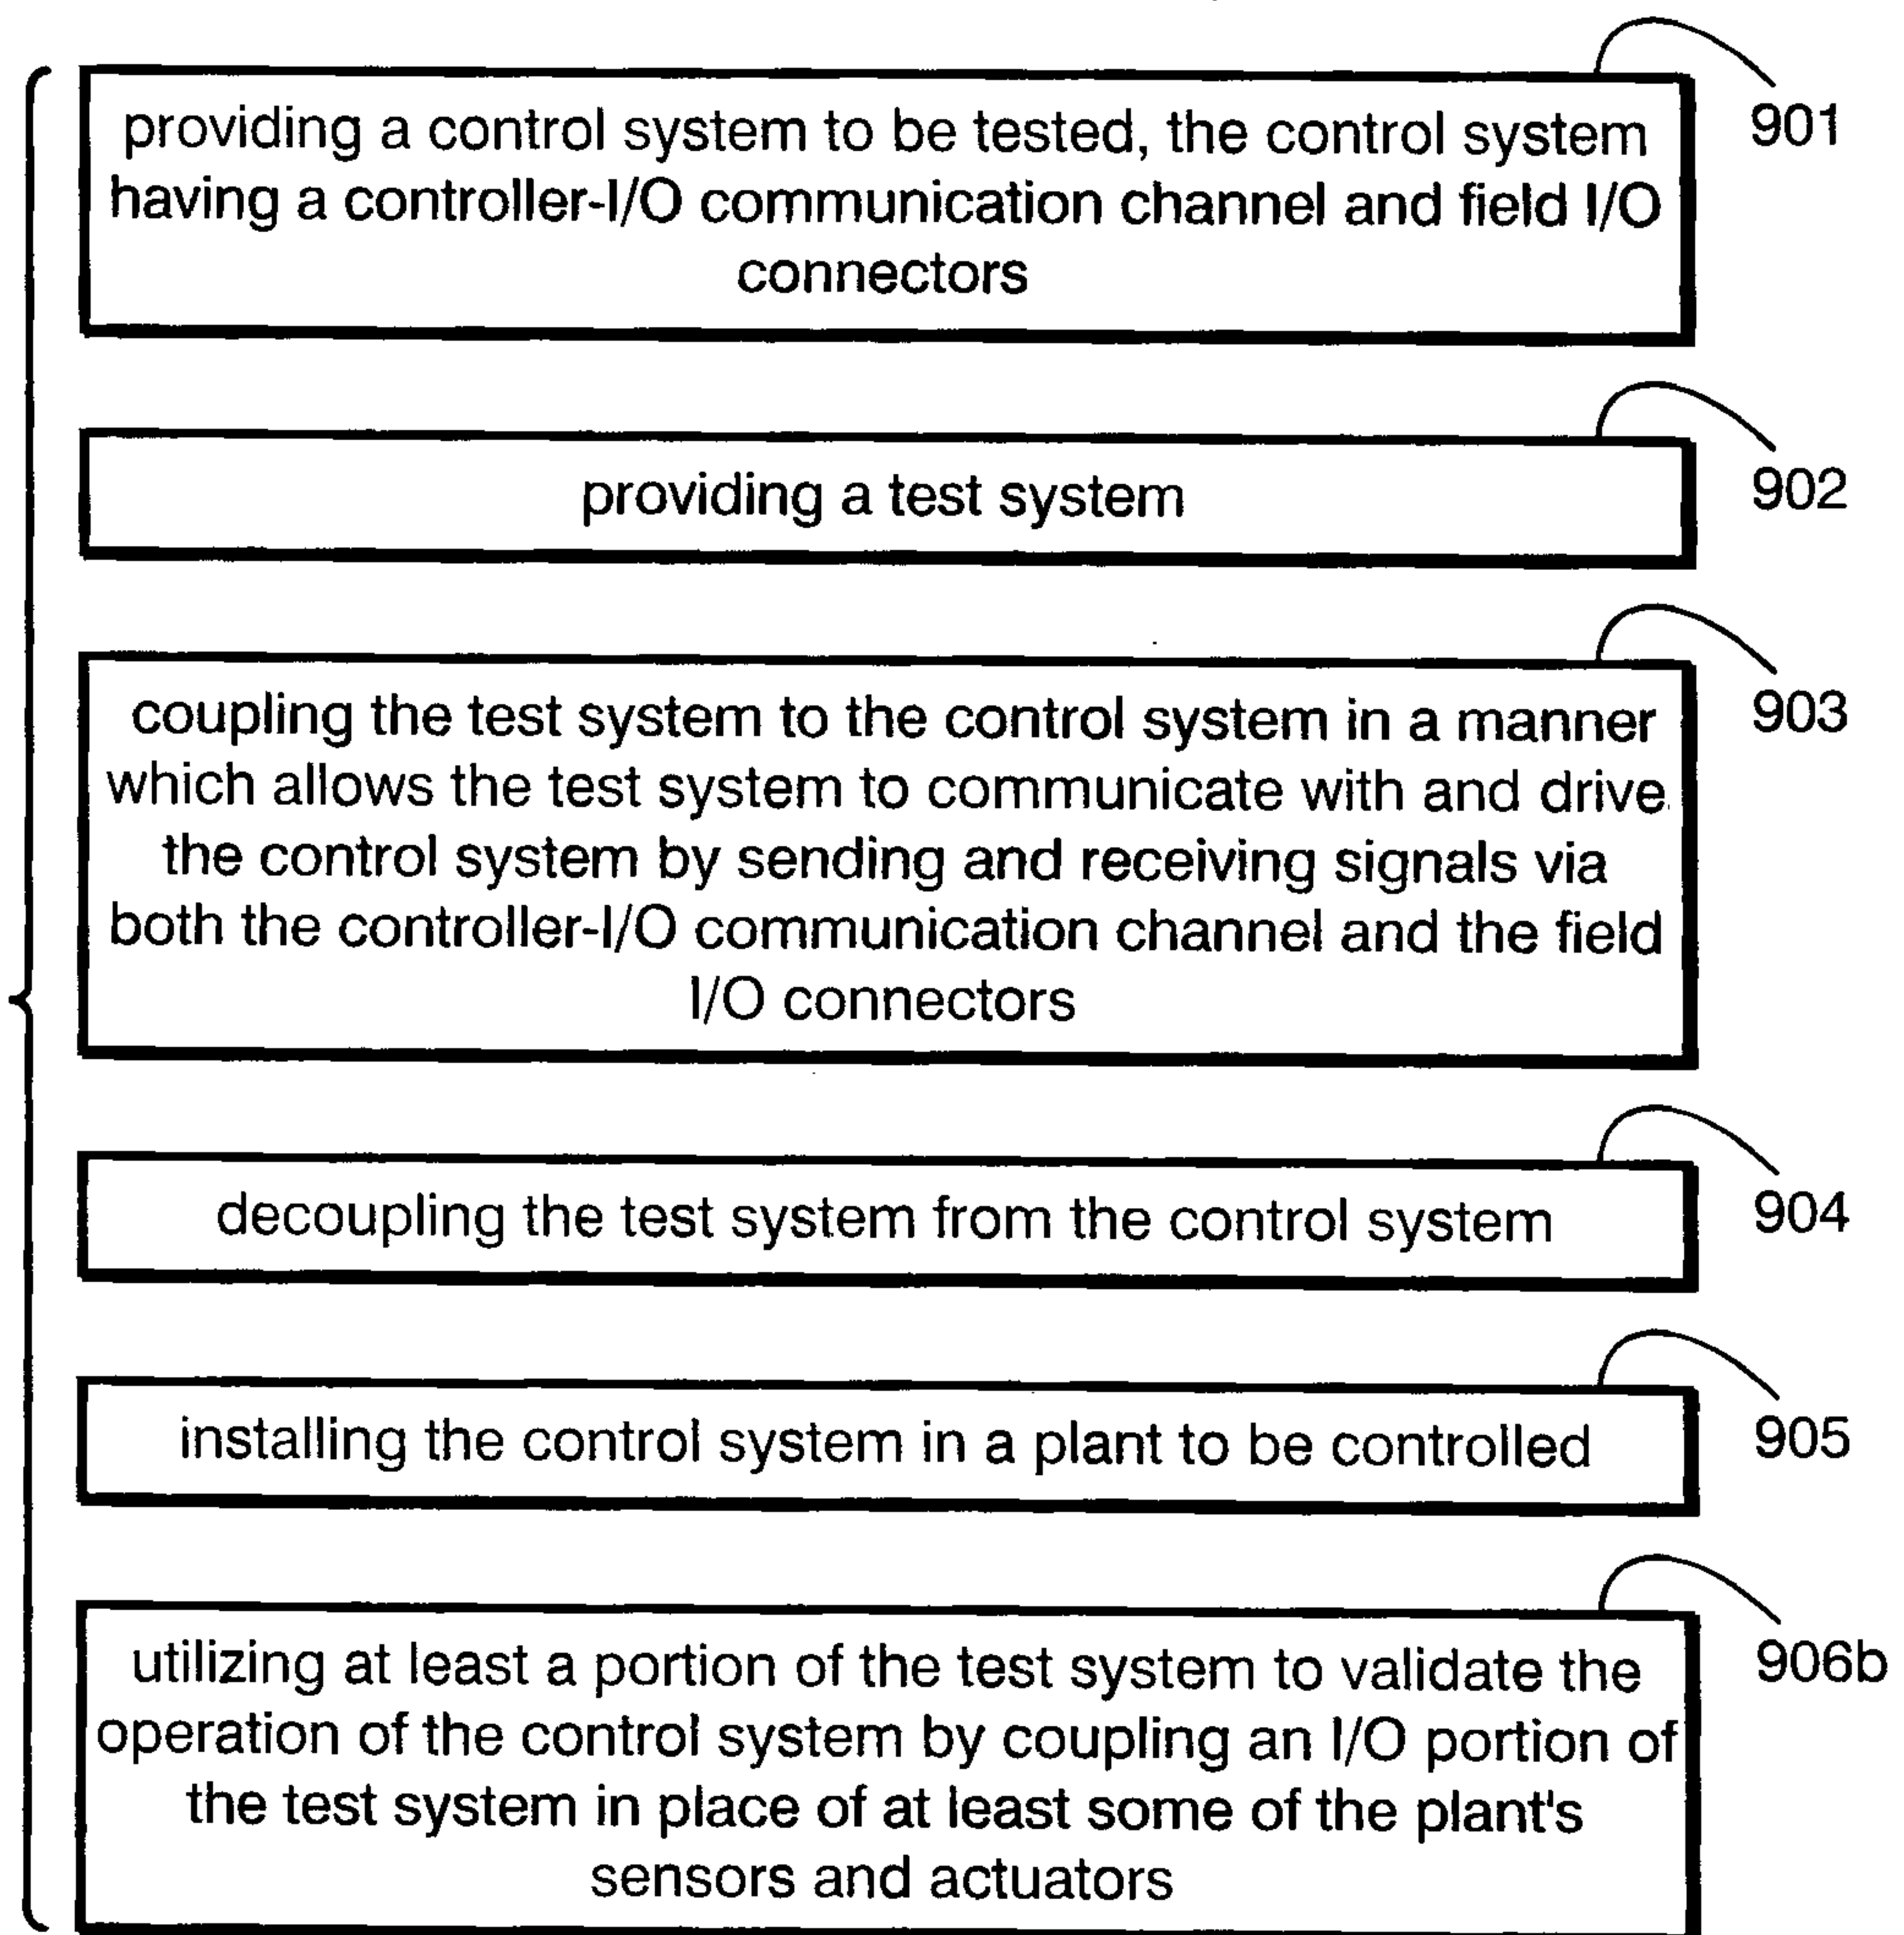 providing a control system to be tested, the control system
having a controller-I/O communication channel and field I/O
connectors
901
providing a test system
902
coupling the test system to the control system in a manner
which allows the test system to communicate with and drive
the control system by sending and receiving signals via
both the controller-I/O communication channel and the field
I/O connectors
903
decoupling the test system from the control system
904
installing the control system in a plant to be controlled
905
utilizing at least a portion of the test system to validate the
operation of the control system by coupling an I/O portion of
the test system in place of at least some of the plant's
sensors and actuators
906b